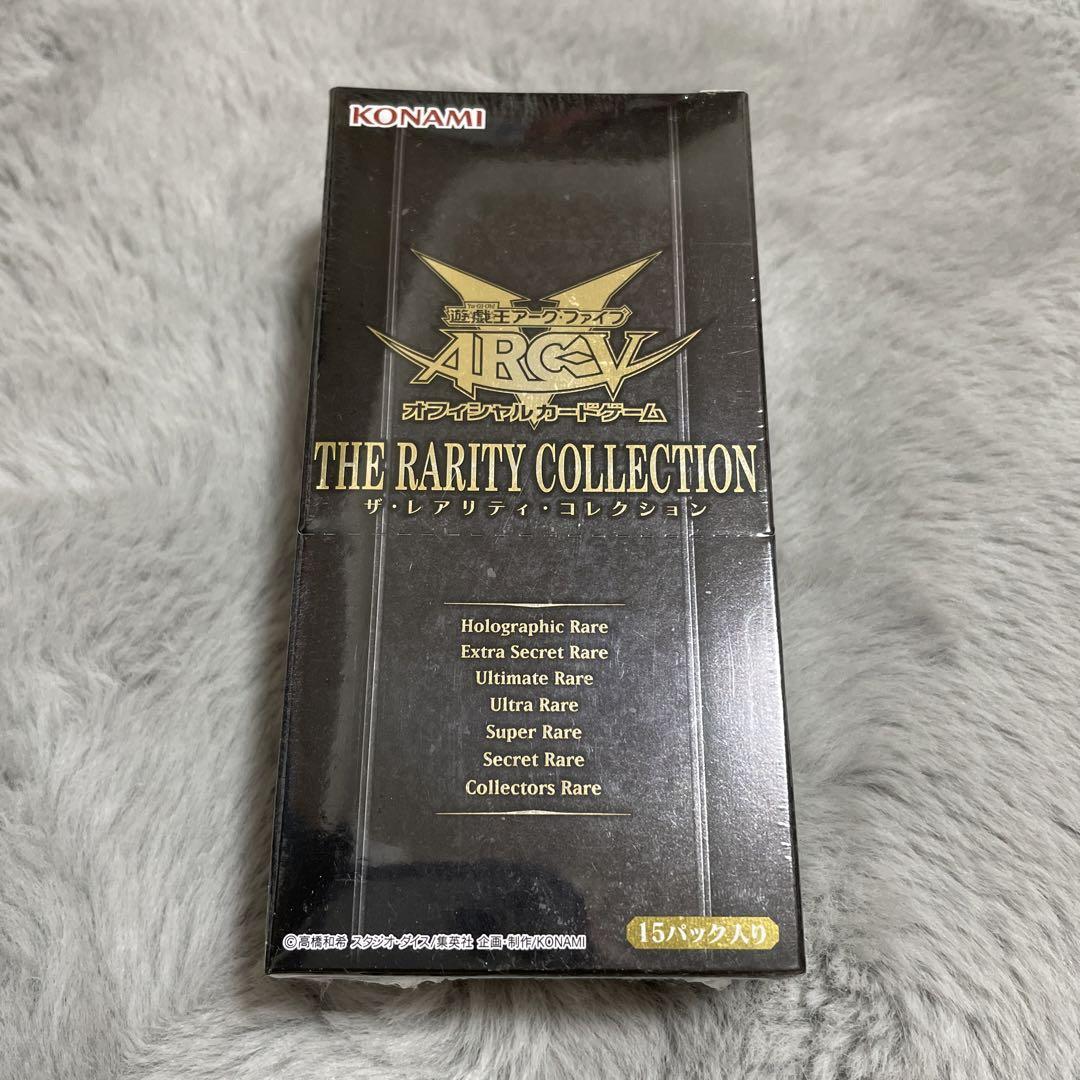 KONAMI
Yu-Gi-Oh!
遊戯王アーク・ファイブ
ARC-V
オフィシャルカードゲーム
THE RARITY COLLECTION
ザ・レアリティ・コレクション
Holographic Rare
Extra Secret Rare
Ultimate Rare
Ultra Rare
Super Rare
Secret Rare
Collectors Rare
©高橋和希 スタジオ・ダイス/集英社 企画・制作/KONAMI
15パック入り